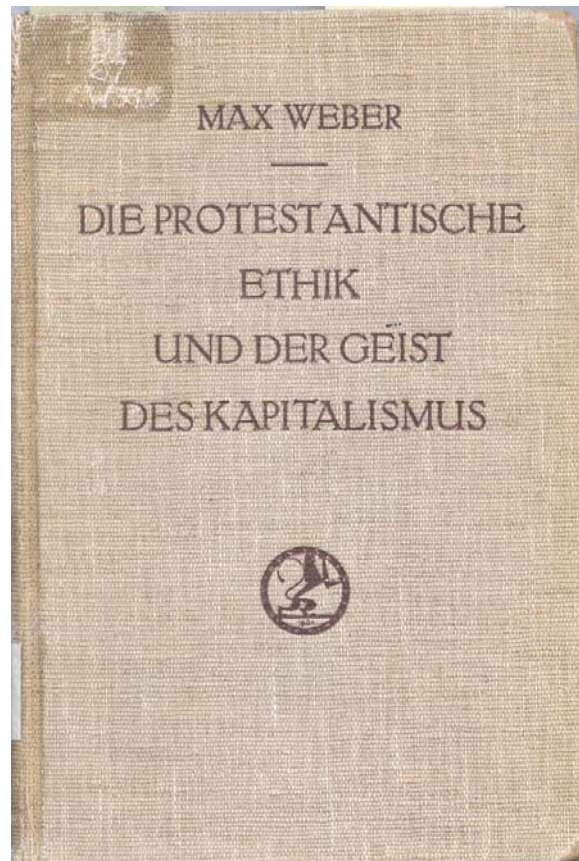 MAX WEBER
DIE PROTESTANTISCHE
ETHIK
UND DER GEIST
DES KAPITALISMUS